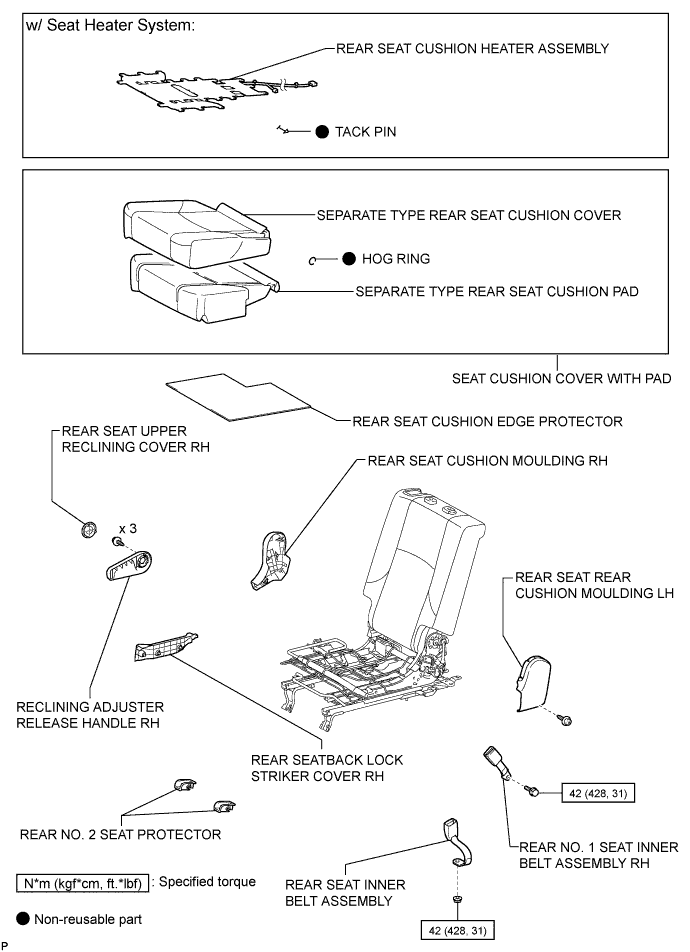 w/ Seat Heater System:
REAR SEAT CUSHION HEATER ASSEMBLY
TACK PIN
SEPARATE TYPE REAR SEAT CUSHION COVER
HOG RING
SEPARATE TYPE REAR SEAT CUSHION PAD
SEAT CUSHION COVER WITH PAD
REAR SEAT CUSHION EDGE PROTECTOR
REAR SEAT UPPER
RECLINING COVER RH
REAR SEAT CUSHION MOULDING RH
x 3
REAR SEAT REAR
CUSHION MOULDING LH
RECLINING ADJUSTER
RELEASE HANDLE RH
REAR SEATBACK LOCK
STRIKER COVER RH
42 (428, 31)
REAR NO. 2 SEAT PROTECTOR
REAR NO. 1 SEAT INNER
BELT ASSEMBLY RH
N*m (kgf*cm, ft.*lbf) : Specified torque
REAR SEAT INNER
BELT ASSEMBLY
Non-reusable part
42 (428, 31)
P